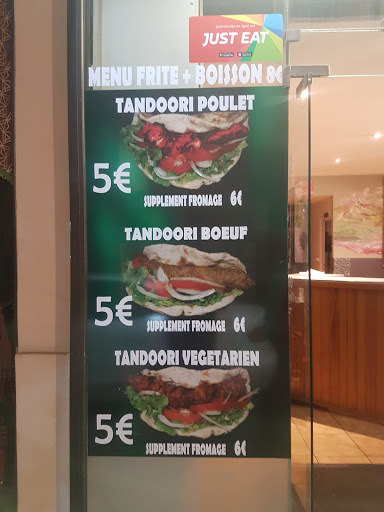 JUST EAT
MENU FRITE + BOISSON 8€
TANDOORI POULET
5€
SUPPLEMENT FROMAGE 6€
TANDOORI BOEUF
5€
SUPPLEMENT FROMAGE 6€
TANDOORI VEGETARIEN
5€
SUPPLEMENT FROMAGE 6€